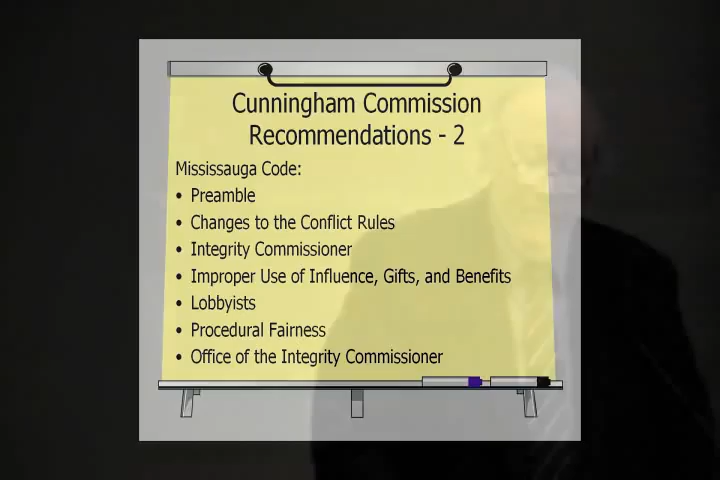 Cunningham Commission
Recommendations - 2
Mississauga Code:
• Preamble
• Changes to the Conflict Rules
• Integrity Commissioner
• Improper Use of Influence, Gifts, and Benefits
• Lobbyists
• Procedural Fairness
• Office of the Integrity Commissioner